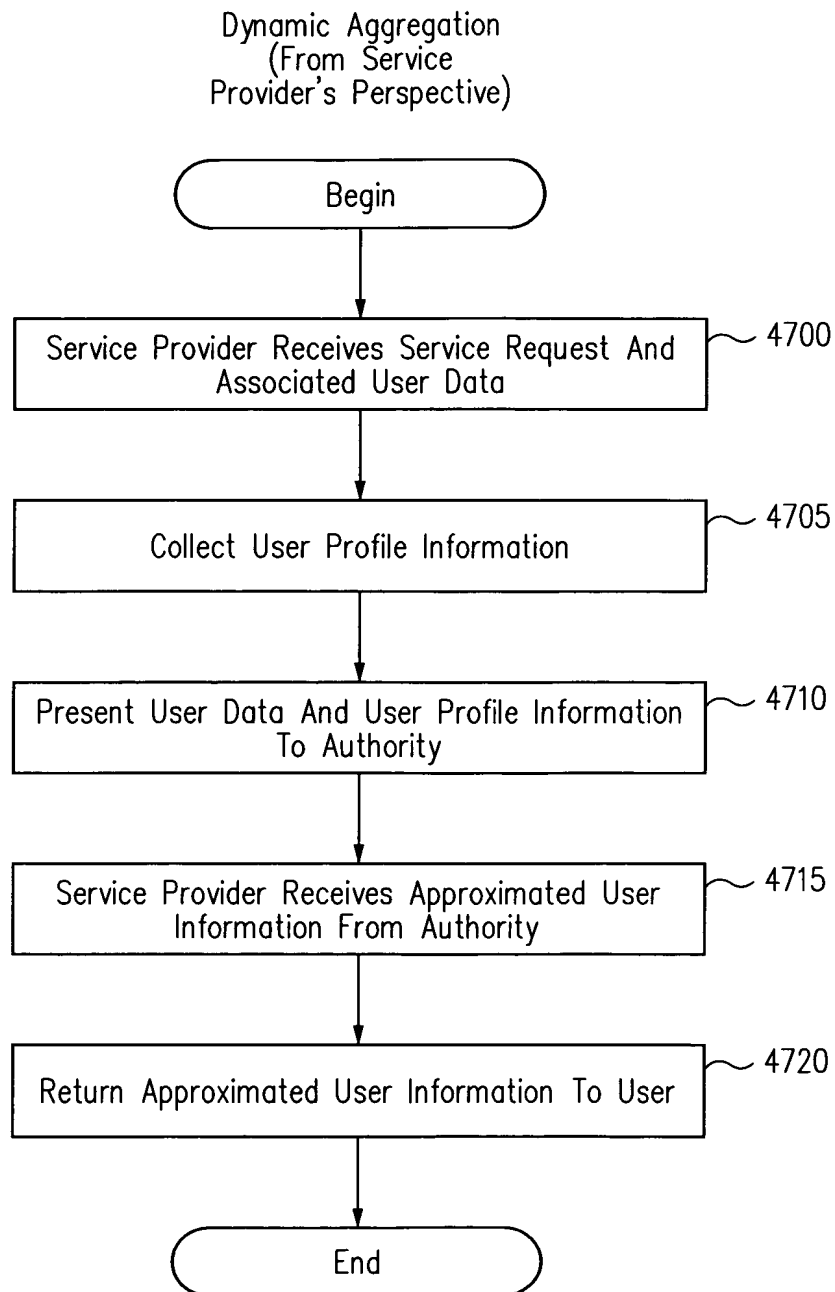 Dynamic Aggregation
(From Service
Provider's Perspective)
Begin
Service Provider Receives Service Request And
Associated User Data
4700
Collect User Profile Information
4705
Present User Data And User Profile Information
To Authority
4710
Service Provider Receives Approximated User
Information From Authority
4715
Return Approximated User Information To User
4720
End